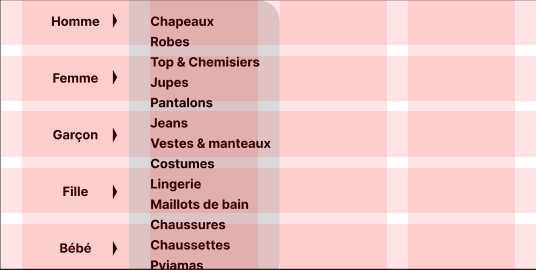 Homme
Femme
Garçon
Fille
Bébé
Chapeaux
Robes
Top & Chemisiers
Jupes
Pantalons
Jeans
Vestes & manteaux
Costumes
Lingerie
Maillots de bain
Chaussures
Chaussettes
Pyjamas